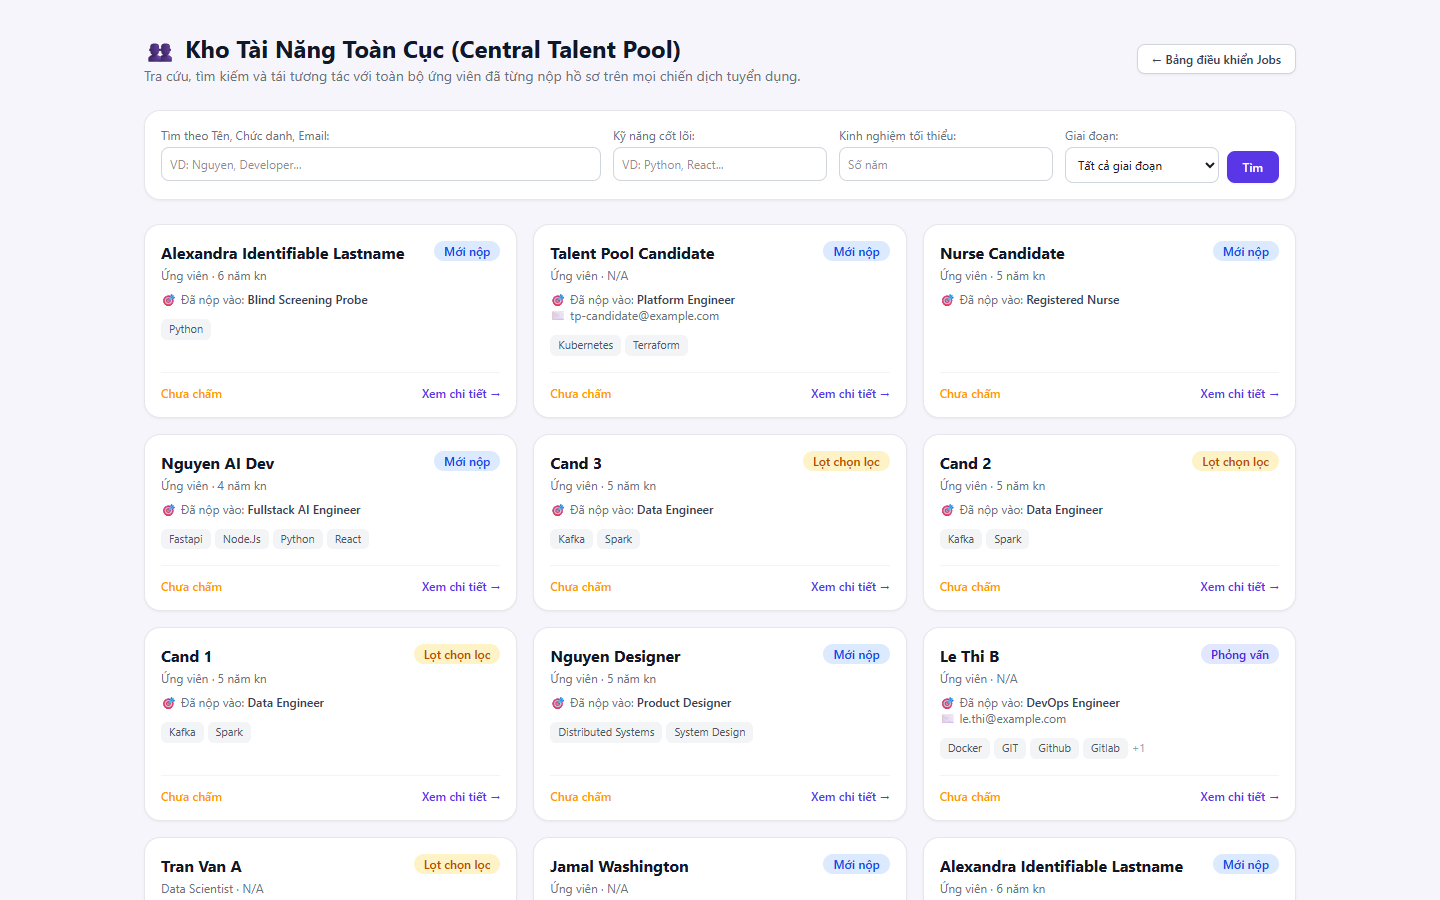 Kho Tài Năng Toàn Cục (Central Talent Pool)
Tra cứu, tìm kiếm và tái tương tác với toàn bộ ứng viên đã từng nộp hồ sơ trên mọi chiến dịch tuyển dụng.
← Bảng điều khiển Jobs
Tìm theo Tên, Chức danh, Email:
VD: Nguyen, Developer...
Kỹ năng cốt lõi:
VD: Python, React...
Kinh nghiệm tối thiểu:
Số năm
Giai đoạn:
Tất cả giai đoạn
Tìm
Alexandra Identifiable Lastname
Mới nộp
Ứng viên · 6 năm kn
Đã nộp vào: Blind Screening Probe
Python
Chưa chấm
Xem chi tiết →
Talent Pool Candidate
Mới nộp
Ứng viên · N/A
Đã nộp vào: Platform Engineer
tp-candidate@example.com
Kubernetes Terraform
Chưa chấm
Xem chi tiết →
Nurse Candidate
Mới nộp
Ứng viên · 5 năm kn
Đã nộp vào: Registered Nurse
Chưa chấm
Xem chi tiết →
Nguyen AI Dev
Mới nộp
Ứng viên · 4 năm kn
Đã nộp vào: Fullstack AI Engineer
Fastapi Node.Js Python React
Chưa chấm
Xem chi tiết →
Cand 3
Lọt chọn lọc
Ứng viên · 5 năm kn
Đã nộp vào: Data Engineer
Kafka Spark
Chưa chấm
Xem chi tiết →
Cand 2
Lọt chọn lọc
Ứng viên · 5 năm kn
Đã nộp vào: Data Engineer
Kafka Spark
Chưa chấm
Xem chi tiết →
Cand 1
Lọt chọn lọc
Ứng viên · 5 năm kn
Đã nộp vào: Data Engineer
Kafka Spark
Chưa chấm
Xem chi tiết →
Nguyen Designer
Mới nộp
Ứng viên · 5 năm kn
Đã nộp vào: Product Designer
Distributed Systems System Design
Chưa chấm
Xem chi tiết →
Le Thi B
Phỏng vấn
Ứng viên · N/A
Đã nộp vào: DevOps Engineer
le.thi@example.com
Docker GIT Github Gitlab +1
Chưa chấm
Xem chi tiết →
Tran Van A
Lọt chọn lọc
Data Scientist · N/A
Jamal Washington
Mới nộp
Ứng viên · N/A
Alexandra Identifiable Lastname
Mới nộp
Ứng viên · 6 năm kn